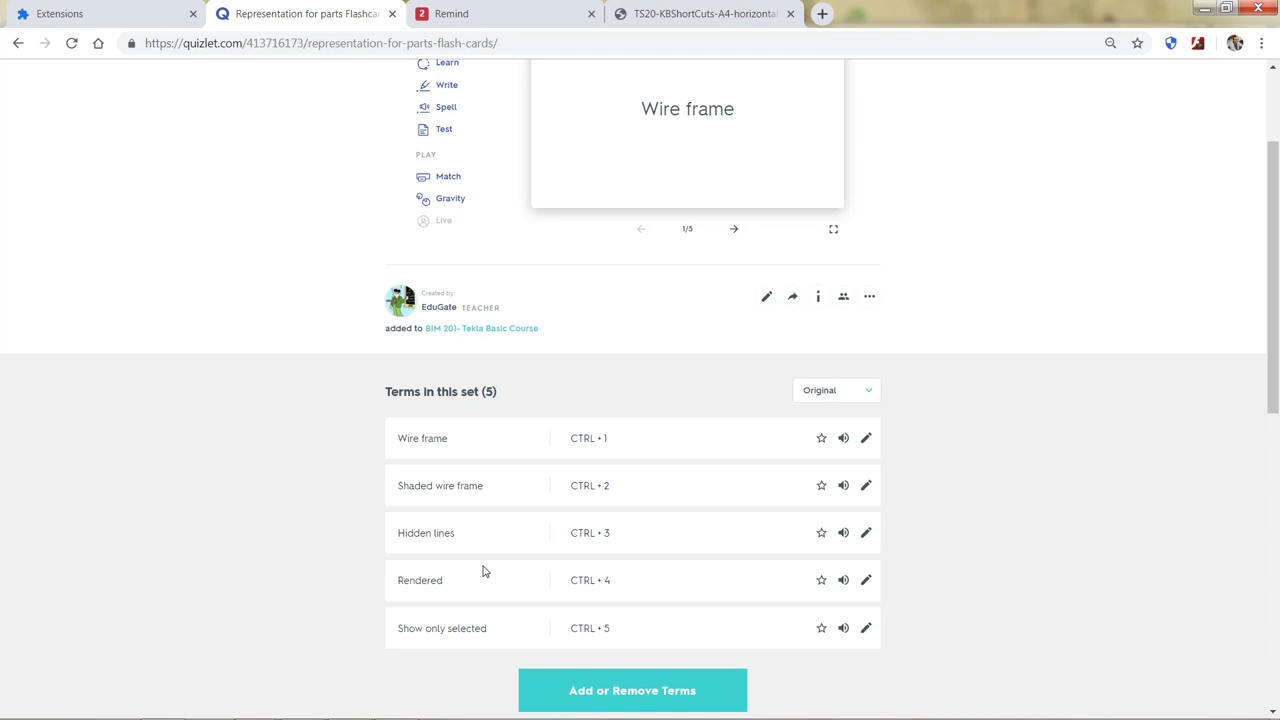 Extensions
Representation for parts Flashcar
2 Remind
TS20-KBShortCuts-A4-horizontal
https://quizlet.com/413716173/representation-for-parts-flash-cards/
Learn
Write
Spell
Test
PLAY
Match
Gravity
Live
Wire frame
1/5
Created by
EduGate TEACHER
added to BIM 201- Tekla Basic Course
Terms in this set (5)
Original
Wire frame CTRL + 1
Shaded wire frame CTRL + 2
Hidden lines CTRL + 3
Rendered CTRL + 4
Show only selected CTRL + 5
Add or Remove Terms